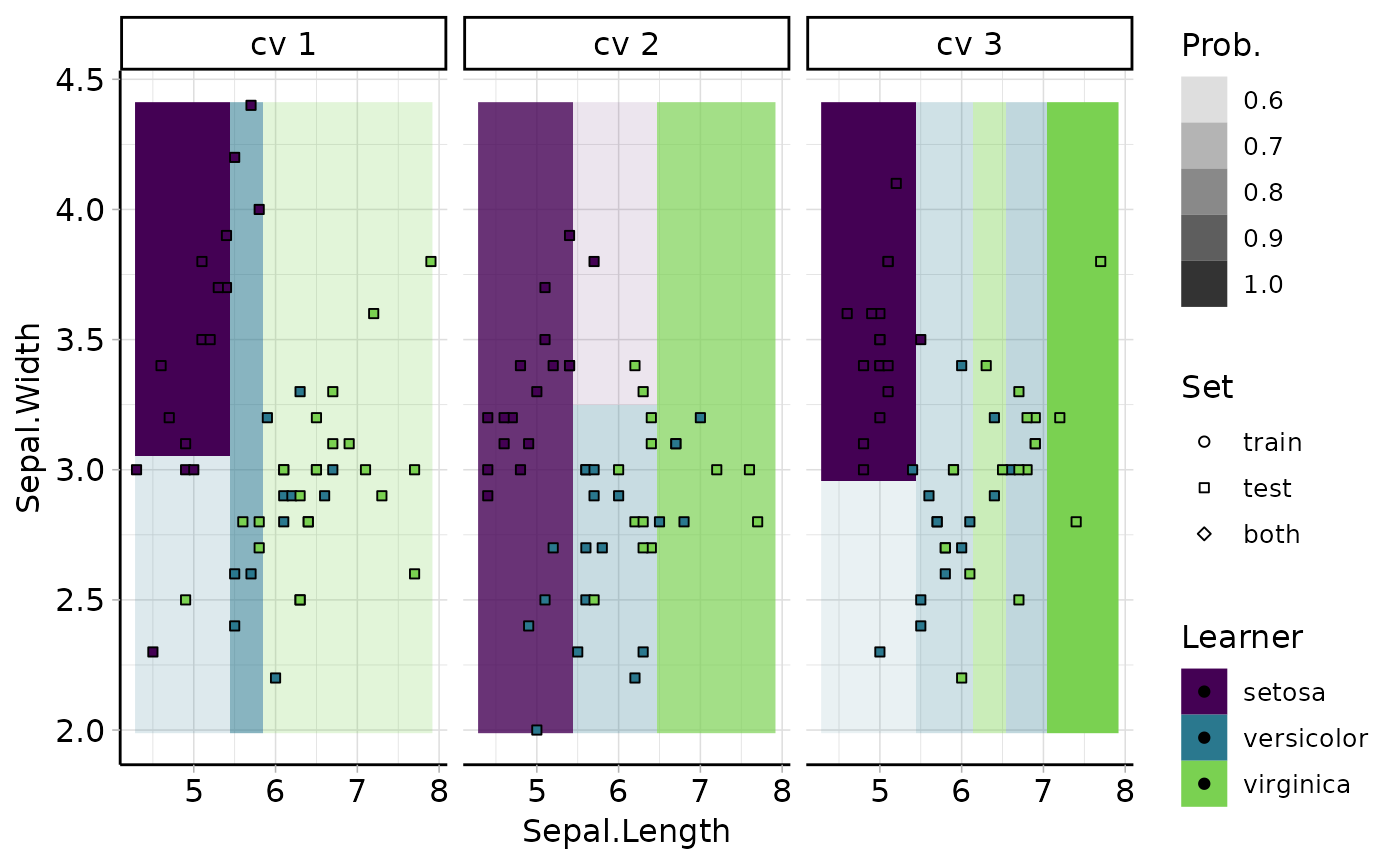 cv 1
cv 2
cv 3
4.5
4.0
3.5
3.0
2.5
2.0
Sepal.Width
5 6 7 8
5 6 7 8
5 6 7 8
Sepal.Length
Prob.
0.6
0.7
0.8
0.9
1.0
Set
train
test
both
Learner
setosa
versicolor
virginica